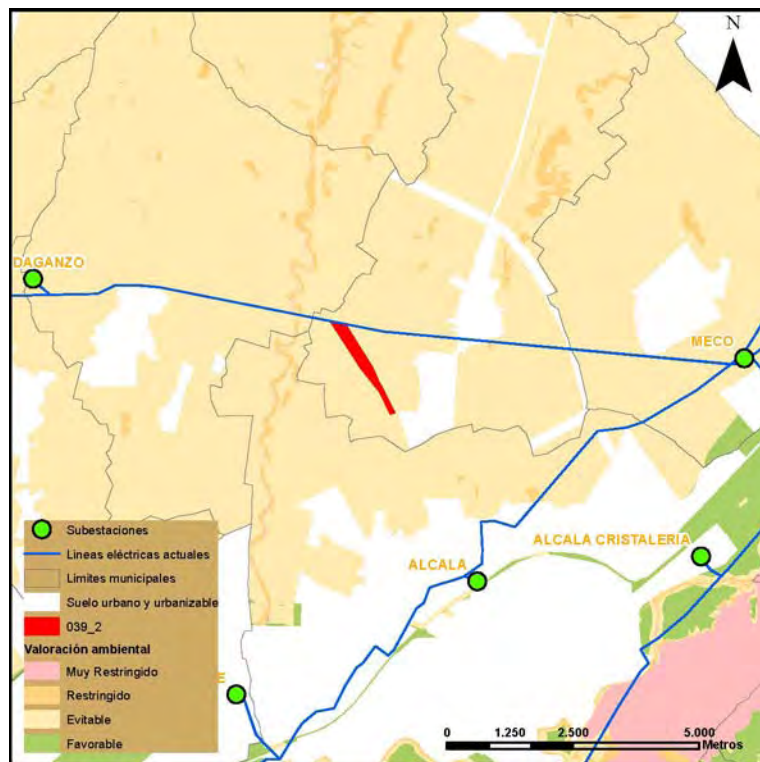 N
DAGANZO
MECO
ALCALA CRISTALERIA
ALCALA
E
Subestaciones
Lineas eléctricas actuales
Limites municipales
Suelo urbano y urbanizable
039_2
Valoración ambiental
Muy Restringido
Restringido
Evitable
Favorable
0 1.250 2.500 5.000
Metros